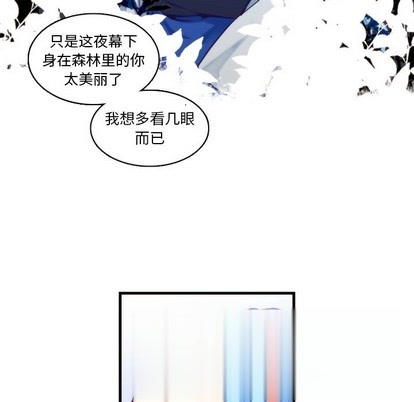 只是这夜幕下
身在森林里的你
太美丽了
我想多看几眼
而已